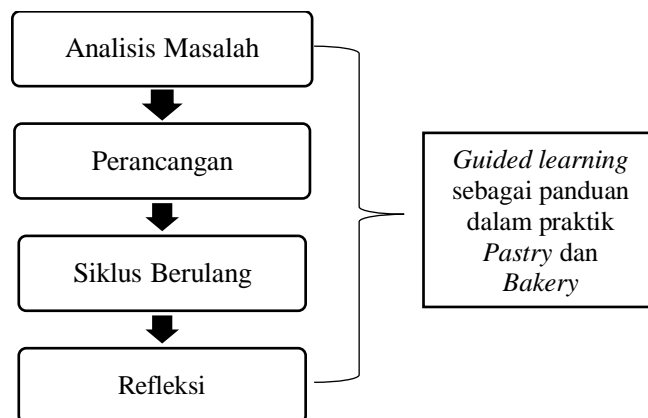 Analisis Masalah
Perancangan
Siklus Berulang
Refleksi
Guided learning
sebagai panduan
dalam praktik
Pastry dan
Bakery